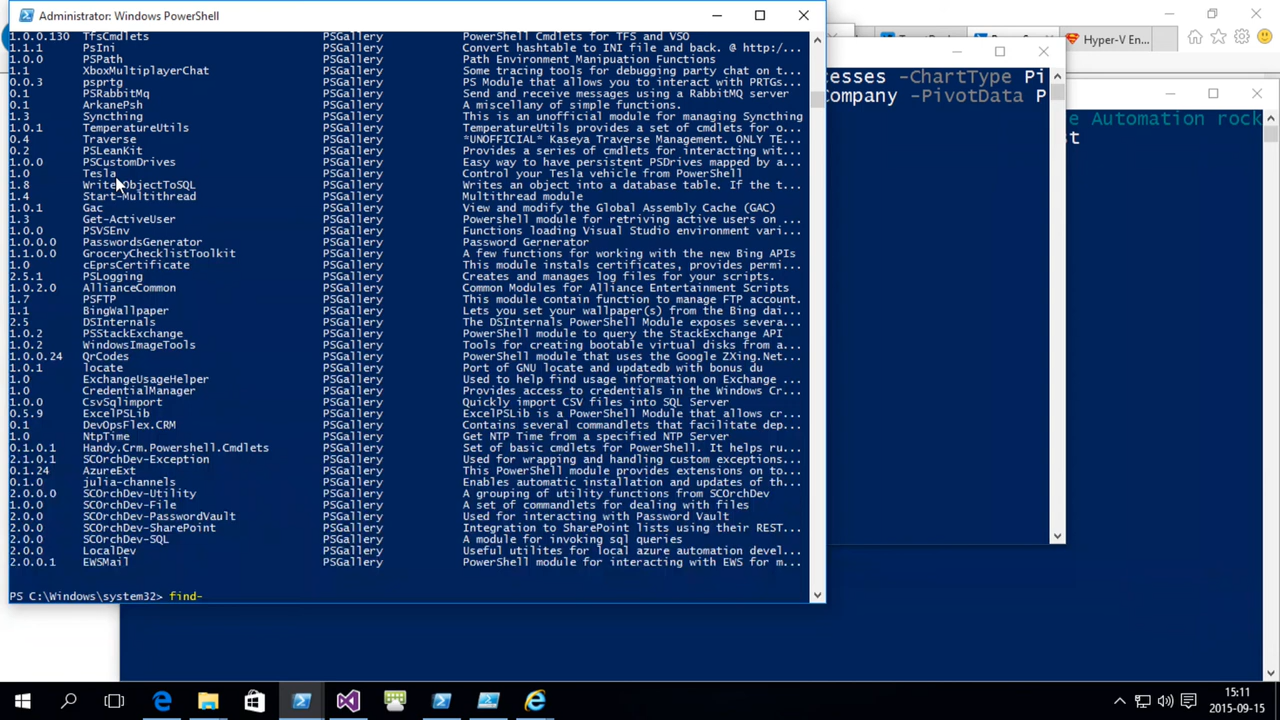 Administrator: Windows PowerShell
1.0.0.130 TfsCmdlets PSGallery PowerShell Cmdlets for TFS and VSO
1.1.1 PsIni PSGallery Convert hashtable to INI file and back. @ http:/...
1.0.0 PSPath PSGallery Path Environment Manipuation Functions
1.1 XboxMultiplayerChat PSGallery Some tracing tools for debugging party chat on t...
0.0.3 psprtg PSGallery PS Module that allows you to interact with PRTGs...
0.1 PSRabbitMq PSGallery Send and receive messages using a RabbitMQ server
0.1 ArkanePsh PSGallery A miscellany of simple functions.
1.3 Syncthing PSGallery This is an unofficial module for managing Syncthing
1.0.1 TemperatureUtils PSGallery TemperatureUtils provides a set of cmdlets for o...
0.4 Traverse PSGallery *UNOFFICIAL* Kaseya Traverse Management. ONLY TE...
0.2 PSLeanKit PSGallery Provides a series of cmdlets for interacting wit...
1.0.0 PSCustomDrives PSGallery Easy way to have persistent PSDrives mapped by a...
1.0 Tesla PSGallery Control your Tesla vehicle from PowerShell
1.8 Write-ObjectToSQL PSGallery Writes an object into a database table. If the t...
1.4 Start-Multithread PSGallery Multithread module
1.0.1 Gac PSGallery View and modify the Global Assembly Cache (GAC)
1.3 Get-ActiveUser PSGallery Powershell module for retriving active users on ...
1.0.0 PSVSEnv PSGallery Functions loading Visual Studio environment vari...
1.0.0.0 PasswordsGenerator PSGallery Password Gernerator
1.1.0.0 GroceryChecklistToolkit PSGallery A few functions for working with the new Bing APIs
1.0 cEprsCertificate PSGallery This module instals certificates, provides permi...
2.5.1 PSLogging PSGallery Creates and manages log files for your scripts.
1.0.2.0 AllianceCommon PSGallery Common Modules for Alliance Entertainment Scripts
1.7 PSFTP PSGallery This module contain function to manage FTP account.
1.1 BingWallpaper PSGallery Lets you set your wallpaper(s) from the Bing dai...
2.5 DSInternals PSGallery The DSInternals PowerShell Module exposes severa...
1.0.2 PSStackExchange PSGallery PowerShell module to query the StackExchange API
1.0.2 WindowsImageTools PSGallery Tools for creating bootable virtual disks from a...
1.0.0.24 QrCodes PSGallery PowerShell module that uses the Google ZXing.Net...
1.0.1 locate PSGallery Port of GNU locate and updatedb with bonus du
1.0 ExchangeUsageHelper PSGallery Used to help find usage information on Exchange ...
1.0 CredentialManager PSGallery Provides access to credentials in the Windows Cr...
1.0.0 CsvSqlimport PSGallery Quickly import CSV files into SQL Server
0.5.9 ExcelPSLib PSGallery ExcelPSLib is a PowerShell Module that allows cr...
0.1 DevOpsFlex.CRM PSGallery Contains several commandlets that facilitate dep...
1.0 NtpTime PSGallery Get NTP Time from a specified NTP Server
0.1.0.1 Handy.Crm.Powershell.Cmdlets PSGallery Set of basic cmdlets for PowerShell. It helps ru...
2.1.0.1 SCOrchDev-Exception PSGallery Used for wrapping and handling custom exceptions...
0.1.24 AzureExt PSGallery This PowerShell module provides extensions on to...
0.1.0 julia-channels PSGallery Enables automatic installation and updates of th...
2.0.0.0 SCOrchDev-Utility PSGallery A grouping of utility functions from SCOrchDev
1.0.0 SCOrchDev-File PSGallery A set of commandlets for dealing with files
2.0.0 SCOrchDev-PasswordVault PSGallery Used for interacting with Password Vault
2.0.0 SCOrchDev-SharePoint PSGallery Integration to SharePoint lists using their REST...
2.0.0 SCOrchDev-SQL PSGallery A module for invoking sql queries
2.0.0 LocalDev PSGallery Useful utilites for local azure automation devel...
2.0.0.1 EWSMail PSGallery PowerShell module for interacting with EWS for m...
PS C:\Windows\system32> find-
Hyper-V En...
cesses -ChartType Pi
Company -PivotData P
e Automation rock
st
15:11
2015-09-15